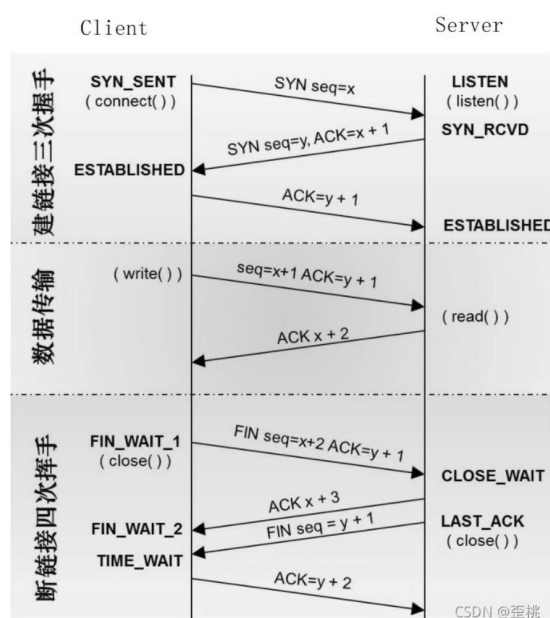 Client
Server
建链接三次握手
SYN_SENT
( connect( ) )
SYN seq=x
LISTEN
( listen( ) )
SYN_RCVD
SYN seq=y, ACK=x + 1
ESTABLISHED
ACK=y + 1
ESTABLISHED
数据传输
( write( ) )
seq=x+1 ACK=y + 1
( read( ) )
ACK x + 2
断链接四次挥手
FIN_WAIT_1
( close( ) )
FIN seq=x+2 ACK=y + 1
CLOSE_WAIT
ACK x + 3
FIN_WAIT_2
FIN seq = y + 1
LAST_ACK
( close( ) )
TIME_WAIT
ACK=y + 2
CSDN @歪桃